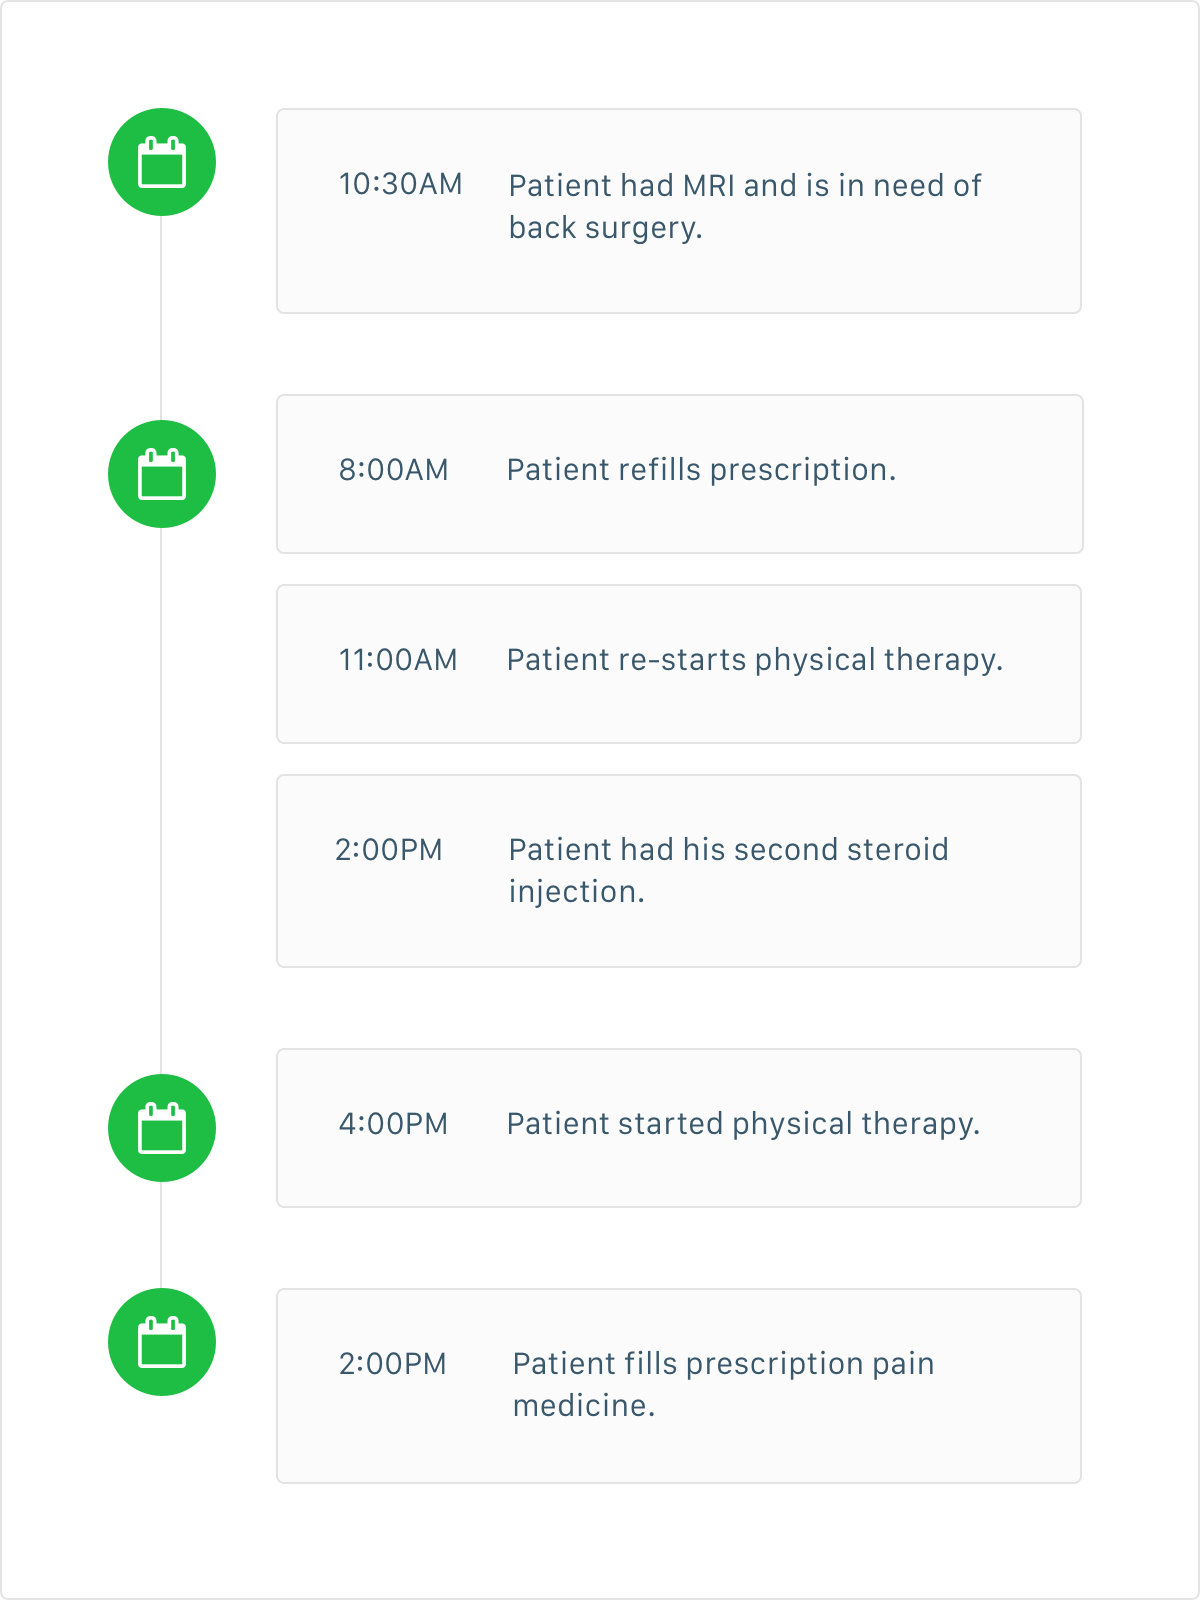 10:30AM Patient had MRI and is in need of
back surgery.
8:00AM Patient refills prescription.
11:00AM Patient re-starts physical therapy.
2:00PM Patient had his second steroid
injection.
4:00PM Patient started physical therapy.
2:00PM Patient fills prescription pain
medicine.